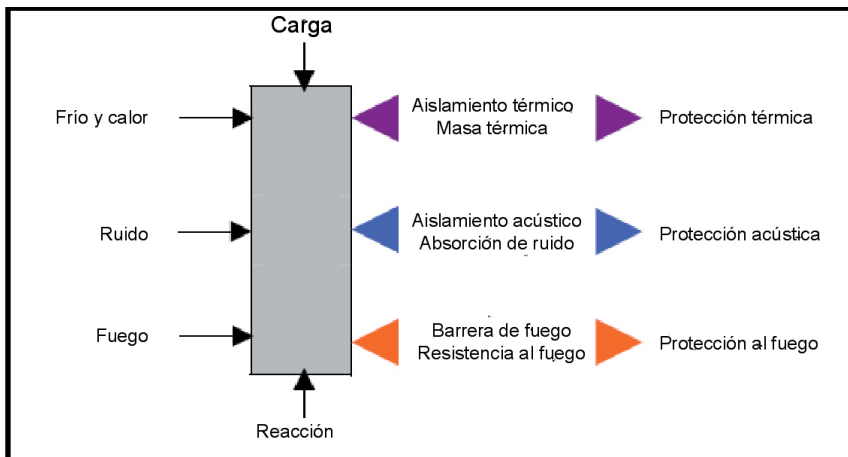 Carga
Frío y calor
Aislamiento térmico
Masa térmica
Protección térmica
Ruido
Aislamiento acústico
Absorción de ruido
Protección acústica
Fuego
Barrera de fuego
Resistencia al fuego
Protección al fuego
Reacción